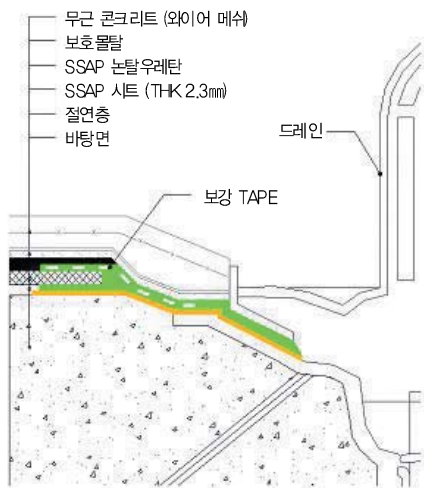 무근 콘크리트 (와이어 메쉬)
보호몰탈
SSAP 논탈우레탄
SSAP 시트 (THK 2.3㎜)
절연층
바탕면
드레인
보강 TAPE